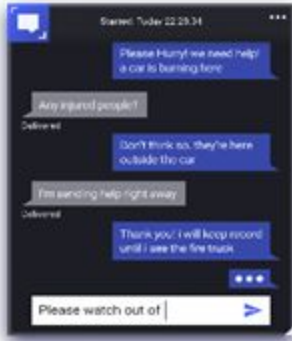 Started: Today 22:29:34
Please Hurry! we need help!
a car is burning here
Any injured people?
Delivered
Don't think so, they're here
outside the car
I'm sending help right away
Delivered
Thank you! i will keep record
until i see the fire truck
Please watch out of